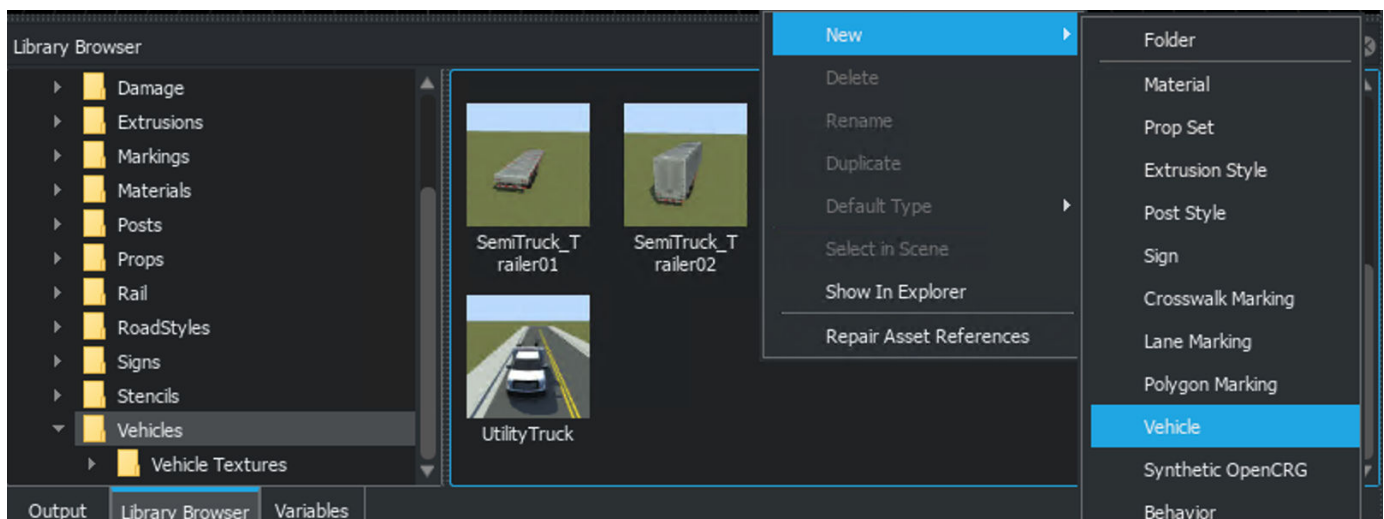 Library Browser
Damage
Extrusions
Markings
Materials
Posts
Props
Rail
RoadStyles
Signs
Stencils
Vehicles
Vehicle Textures
SemiTruck_T
railer01
SemiTruck_T
railer02
UtilityTruck
New
Delete
Rename
Duplicate
Default Type
Select in Scene
Show In Explorer
Repair Asset References
Folder
Material
Prop Set
Extrusion Style
Post Style
Sign
Crosswalk Marking
Lane Marking
Polygon Marking
Vehicle
Synthetic OpenCRG
Behavior
Output
Library Browser
Variables